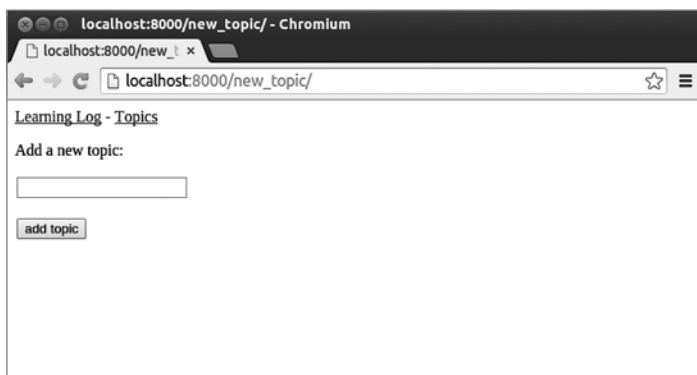 localhost:8000/new_topic/ - Chromium
localhost:8000/new_t
localhost:8000/new_topic/
Learning Log - Topics
Add a new topic:
add topic